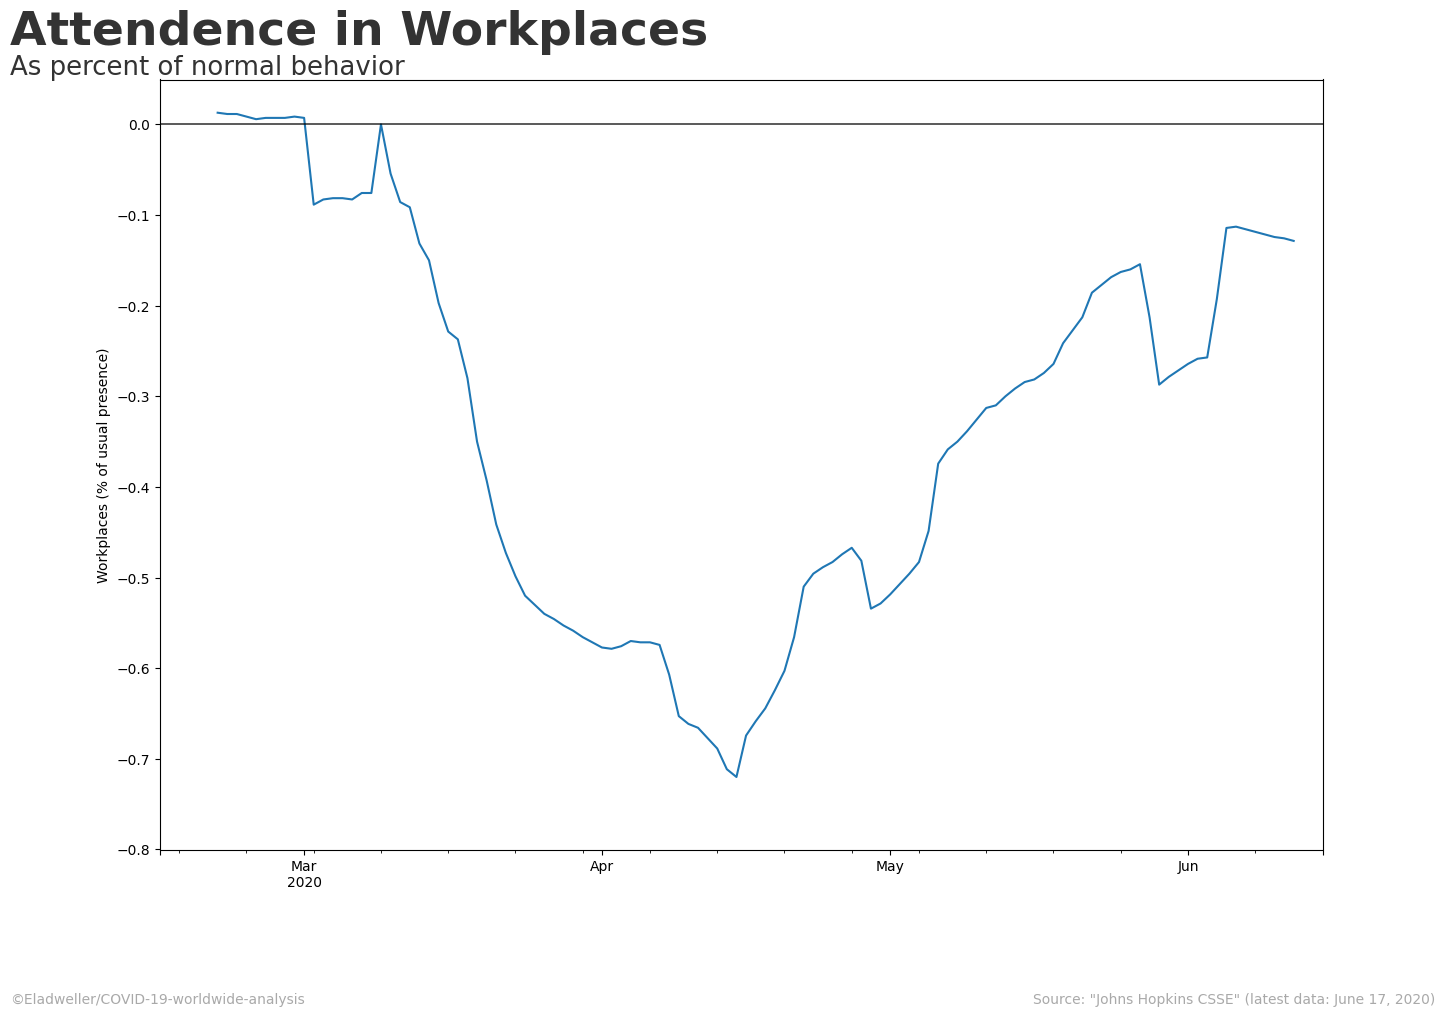 Attendence in Workplaces
As percent of normal behavior
Workplaces (% of usual presence)
0.0
−0.1
−0.2
−0.3
−0.4
−0.5
−0.6
−0.7
−0.8
Mar
2020
Apr
May
Jun
©Eladweller/COVID-19-worldwide-analysis
Source: "Johns Hopkins CSSE" (latest data: June 17, 2020)